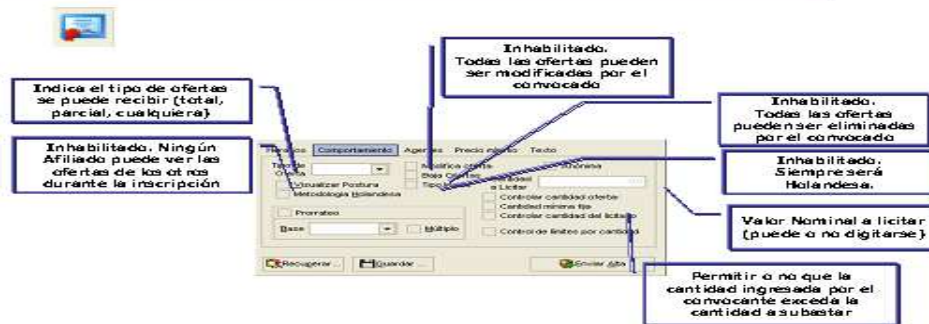 Inhabilitado.
Todas las ofertas pueden
ser modificadas por el
convocado
Indica el tipo de ofertas
se puede recibir (total,
parcial, cualquiera)
Inhabilitado.
Todas las ofertas
pueden ser eliminadas
por el convocado
Inhabilitado. Ningún
Afiliado puede ver las
ofertas de los otros
durante la inscripción
Comportamiento
Precio
Texto
Inhabilitado.
Siempre será
Holandesa.
Tipo de
Oferta
Modifica oferta
Baja Ofertas
Visualizar Postura
Metodología Holandesa
a Licitar
Controlar cantidad oferta
Cantidad mínima fija
Controlar cantidad del licitado
Control de límites por cantidad
Prorrateo
Base
Múltiplo
Valor Nominal a licitar
(puede o no digitarse)
Recuperar...
Guardar...
Enviar Alta
Permitir o no que la
cantidad ingresada por el
convocante exceda la
cantidad a subastar